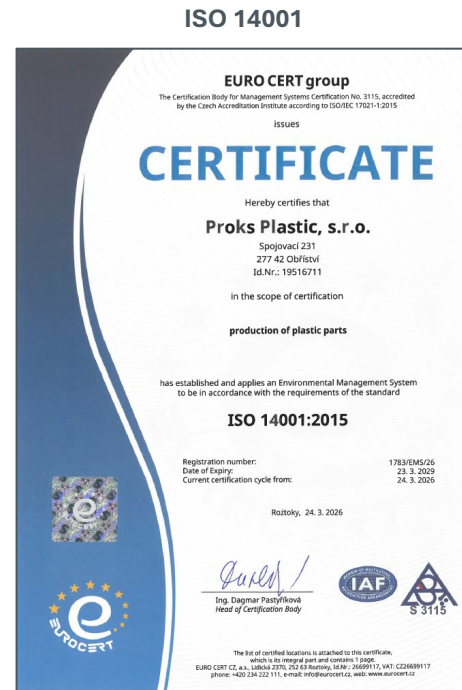 ISO 14001
EURO CERT group
The Certification Body for Management Systems Certification No. 3115, accredited
by the Czech Accreditation Institute according to ISO/IEC 17021-1:2015
issues
CERTIFICATE
Hereby certifies that
Proks Plastic, s.r.o.
Spojovací 231
277 42 Obříství
Id.Nr.: 19516711
in the scope of certification
production of plastic parts
has established and applies an Environmental Management System
to be in accordance with the requirements of the standard
ISO 14001:2015
Registration number: 1783/EMS/26
Date of Expiry: 23. 3. 2029
Current certification cycle from: 24. 3. 2026
Roztoky, 24. 3. 2026
Ing. Dagmar Pastyříková
Head of Certification Body
IAF
S 3115
EUROCERT
The list of certified locations is attached to this certificate,
which is its integral part and contains 1 page.
EURO CERT CZ, a.s., Lidická 2370, 252 63 Roztoky, Id.Nr.: 26699117, VAT: CZ26699117
phone: +420 234 222 111, e-mail: info@eurocert.cz, web: www.eurocert.cz